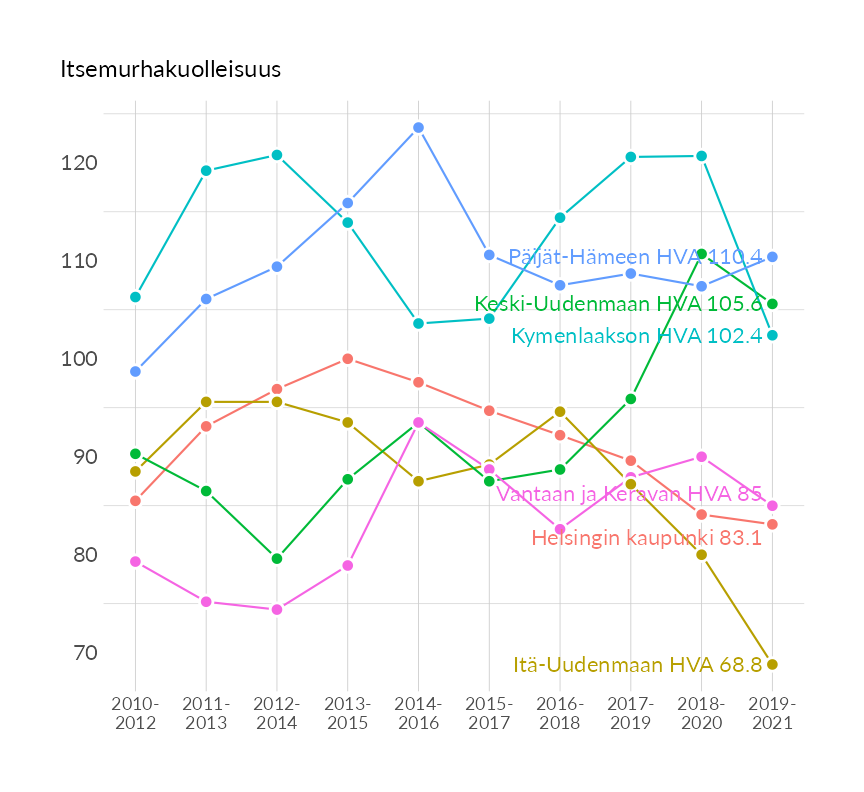 Itsemurhakuolleisuus
120
110
100
90
80
70
Päijät-Hämeen HVA 110.4
Keski-Uudenmaan HVA 105.6
Kymenlaakson HVA 102.4
Vantaan ja Keravan HVA 85
Helsingin kaupunki 83.1
Itä-Uudenmaan HVA 68.8
2010- 2011- 2012- 2013- 2014- 2015- 2016- 2017- 2018- 2019-
2012 2013 2014 2015 2016 2017 2018 2019 2020 2021